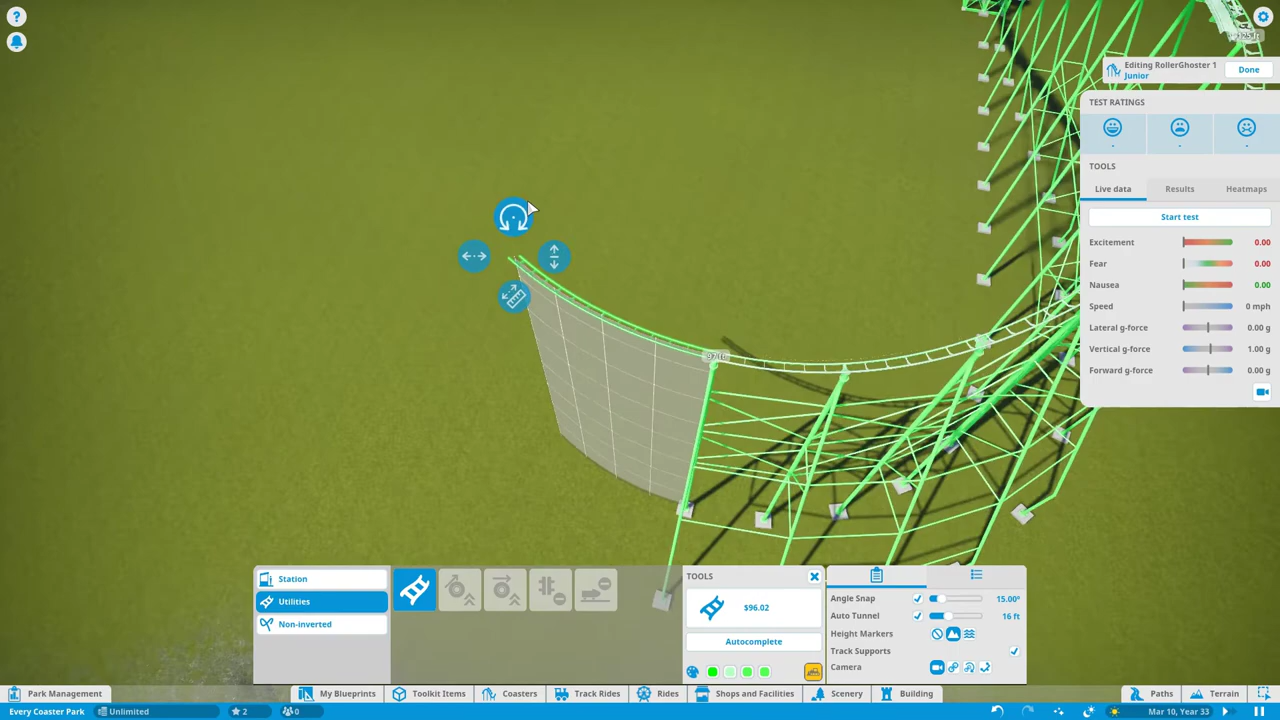 ?
125 ft
Editing RollerGhoster 1
Junior
Done
TEST RATINGS
- - -
TOOLS
Live data Results Heatmaps
Start test
Excitement 0.00
Fear 0.00
Nausea 0.00
Speed 0 mph
Lateral g-force 0.00 g
Vertical g-force 1.00 g
Forward g-force 0.00 g
97 ft
Station
Utilities
Non-inverted
TOOLS
$96.02
Autocomplete
Angle Snap 15.00°
Auto Tunnel 16 ft
Height Markers
Track Supports
Camera
Park Management My Blueprints Toolkit Items Coasters Track Rides Rides Shops and Facilities Scenery Building Paths Terrain
Every Coaster Park Unlimited 2 0 Mar 10, Year 33